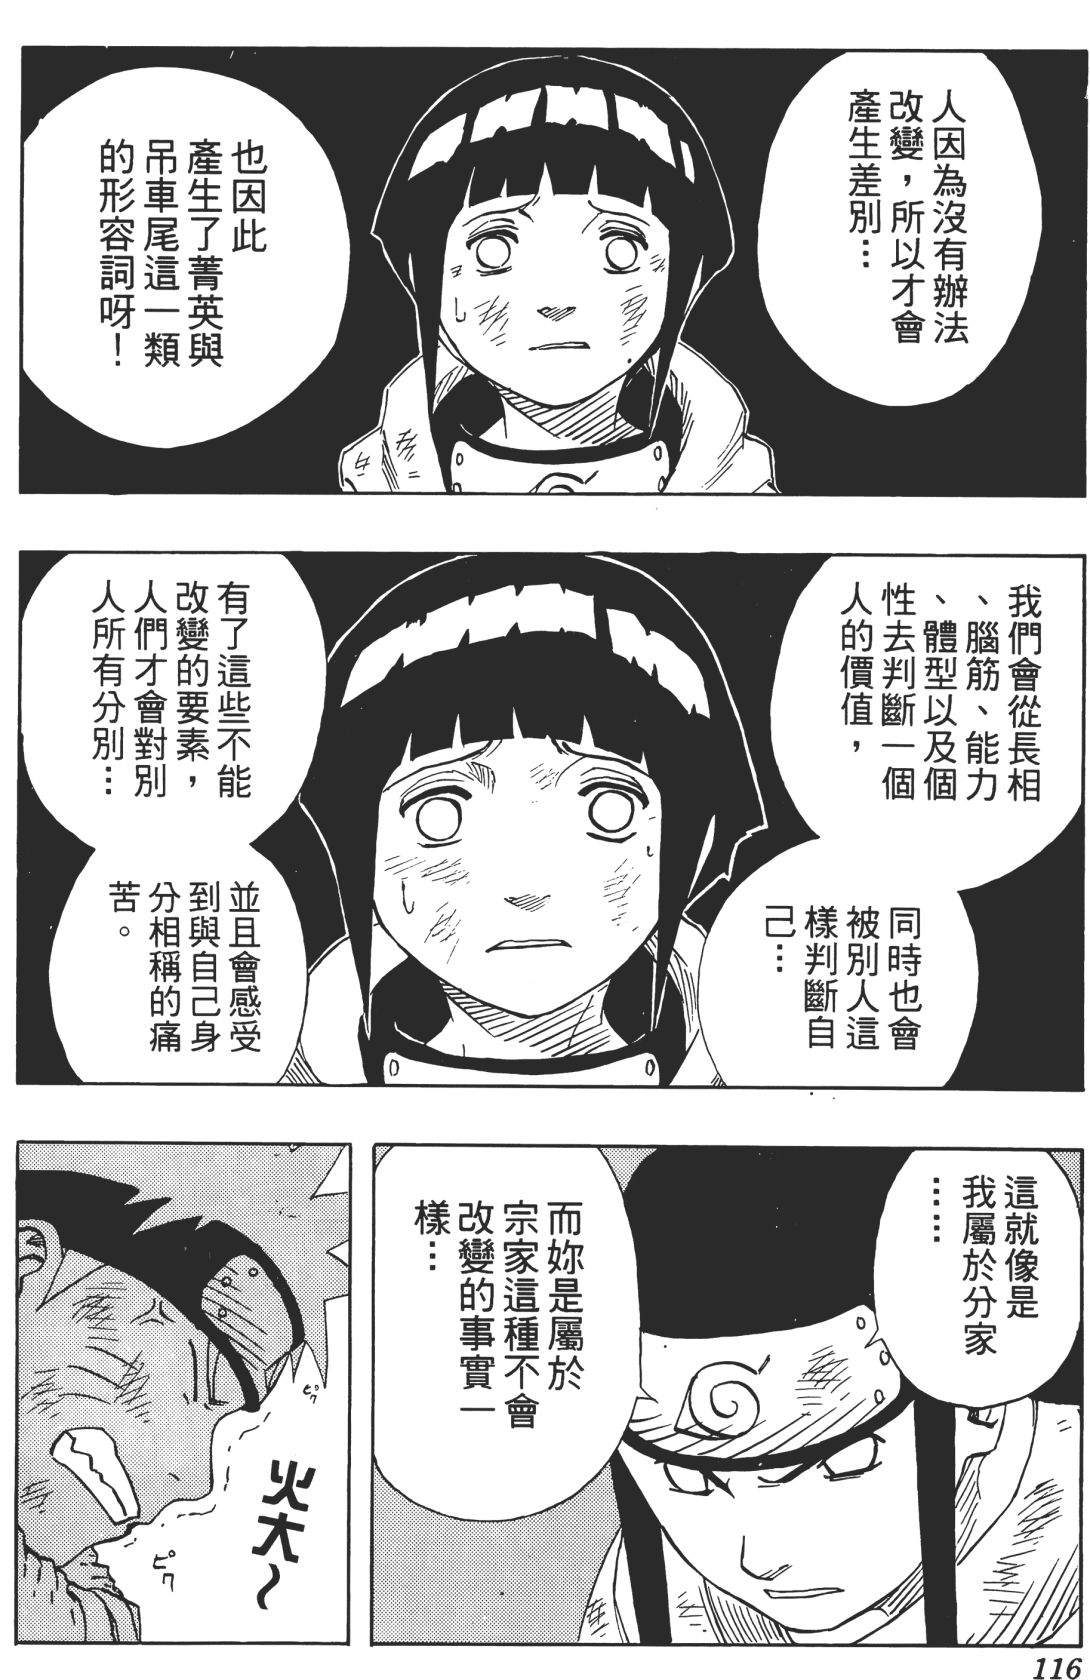 人因為沒有辦法
改變，所以才會
產生差別…
也因此
產生了菁英與
吊車尾這一類
的形容詞呀！
我們會從長相
、腦筋、能力
、體型以及個
性去判斷一個
人的價值，
同時也會
被別人這
樣判斷自
己…
有了這些不能
改變的要素，
人們才會對別
人所有分別…
並且會感受
到與自己身
分相稱的痛
苦。
這就像是
我屬於分家
……
而妳是屬於
宗家這種不會
改變的事實一
樣…
ピク
火大～
ピク
116